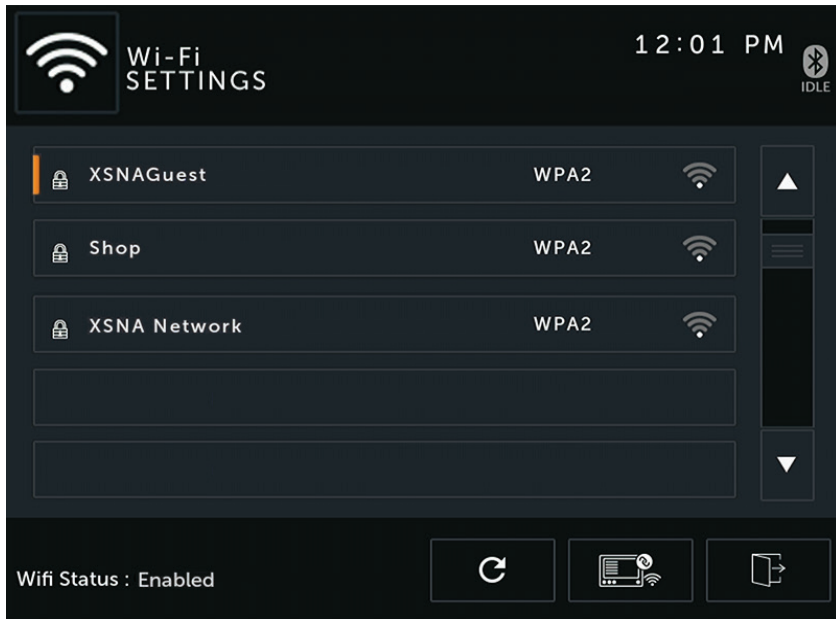 Wi-Fi
SETTINGS
12:01 PM
IDLE
XSNAGuest WPA2
Shop WPA2
XSNA Network WPA2
Wifi Status : Enabled